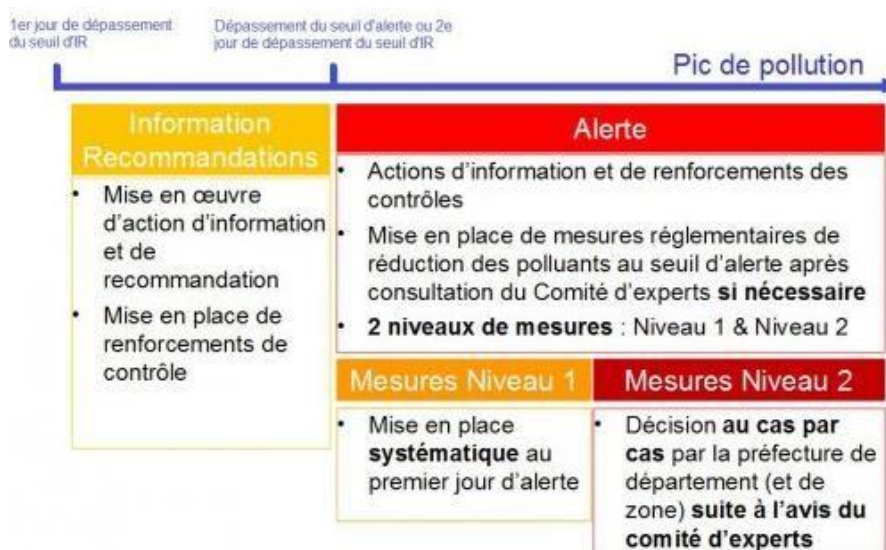 1er jour de dépassement
du seuil d'IR
Dépassement du seuil d'alerte ou 2e
jour de dépassement du seuil d'IR
Pic de pollution
Information
Recommandations
• Mise en œuvre
d'action d'information
et de
recommandation
• Mise en place de
renforcements de
contrôle
Alerte
• Actions d'information et de renforcements des
contrôles
• Mise en place de mesures réglementaires de
réduction des polluants au seuil d'alerte après
consultation du Comité d'experts si nécessaire
• 2 niveaux de mesures : Niveau 1 & Niveau 2
Mesures Niveau 1
• Mise en place
systématique au
premier jour d'alerte
Mesures Niveau 2
• Décision au cas par
cas par la préfecture de
département (et de
zone) suite à l'avis du
comité d'experts